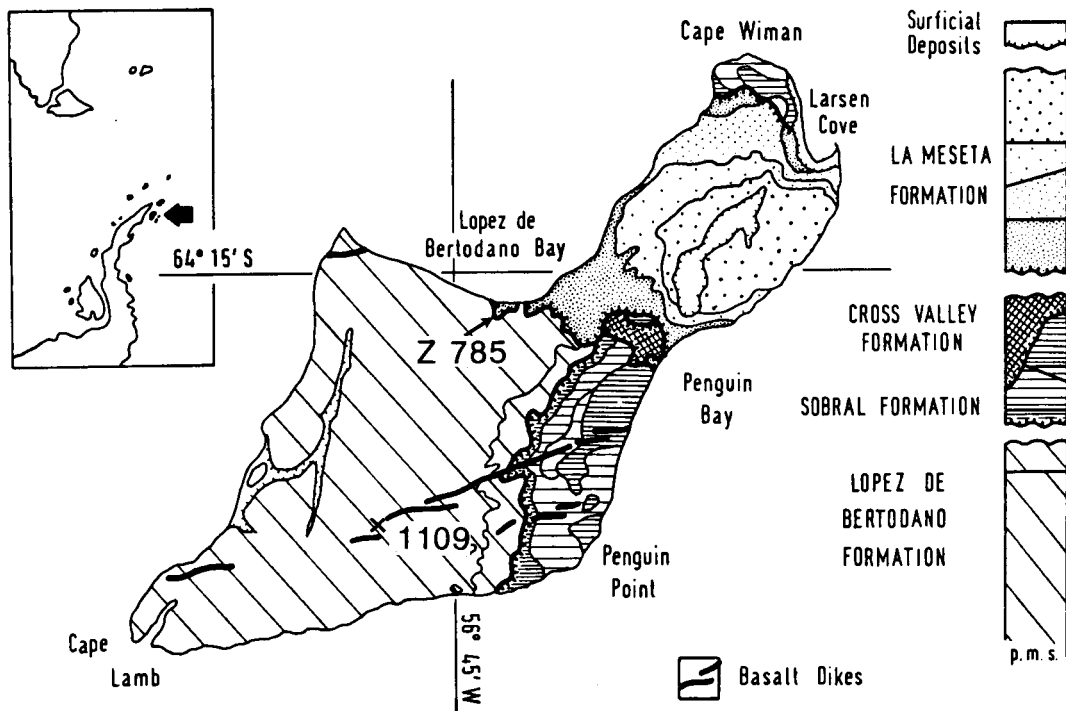 Cape Wiman
Larsen
Cove
Lopez de
Bertodano Bay
64° 15' S
Z 785
Penguin
Bay
1109
Penguin
Point
Cape
Lamb
56° 45' W
Basalt Dikes
Surficial
Deposits
LA MESETA
FORMATION
CROSS VALLEY
FORMATION
SOBRAL FORMATION
LOPEZ DE
BERTODANO
FORMATION
p.m.s.